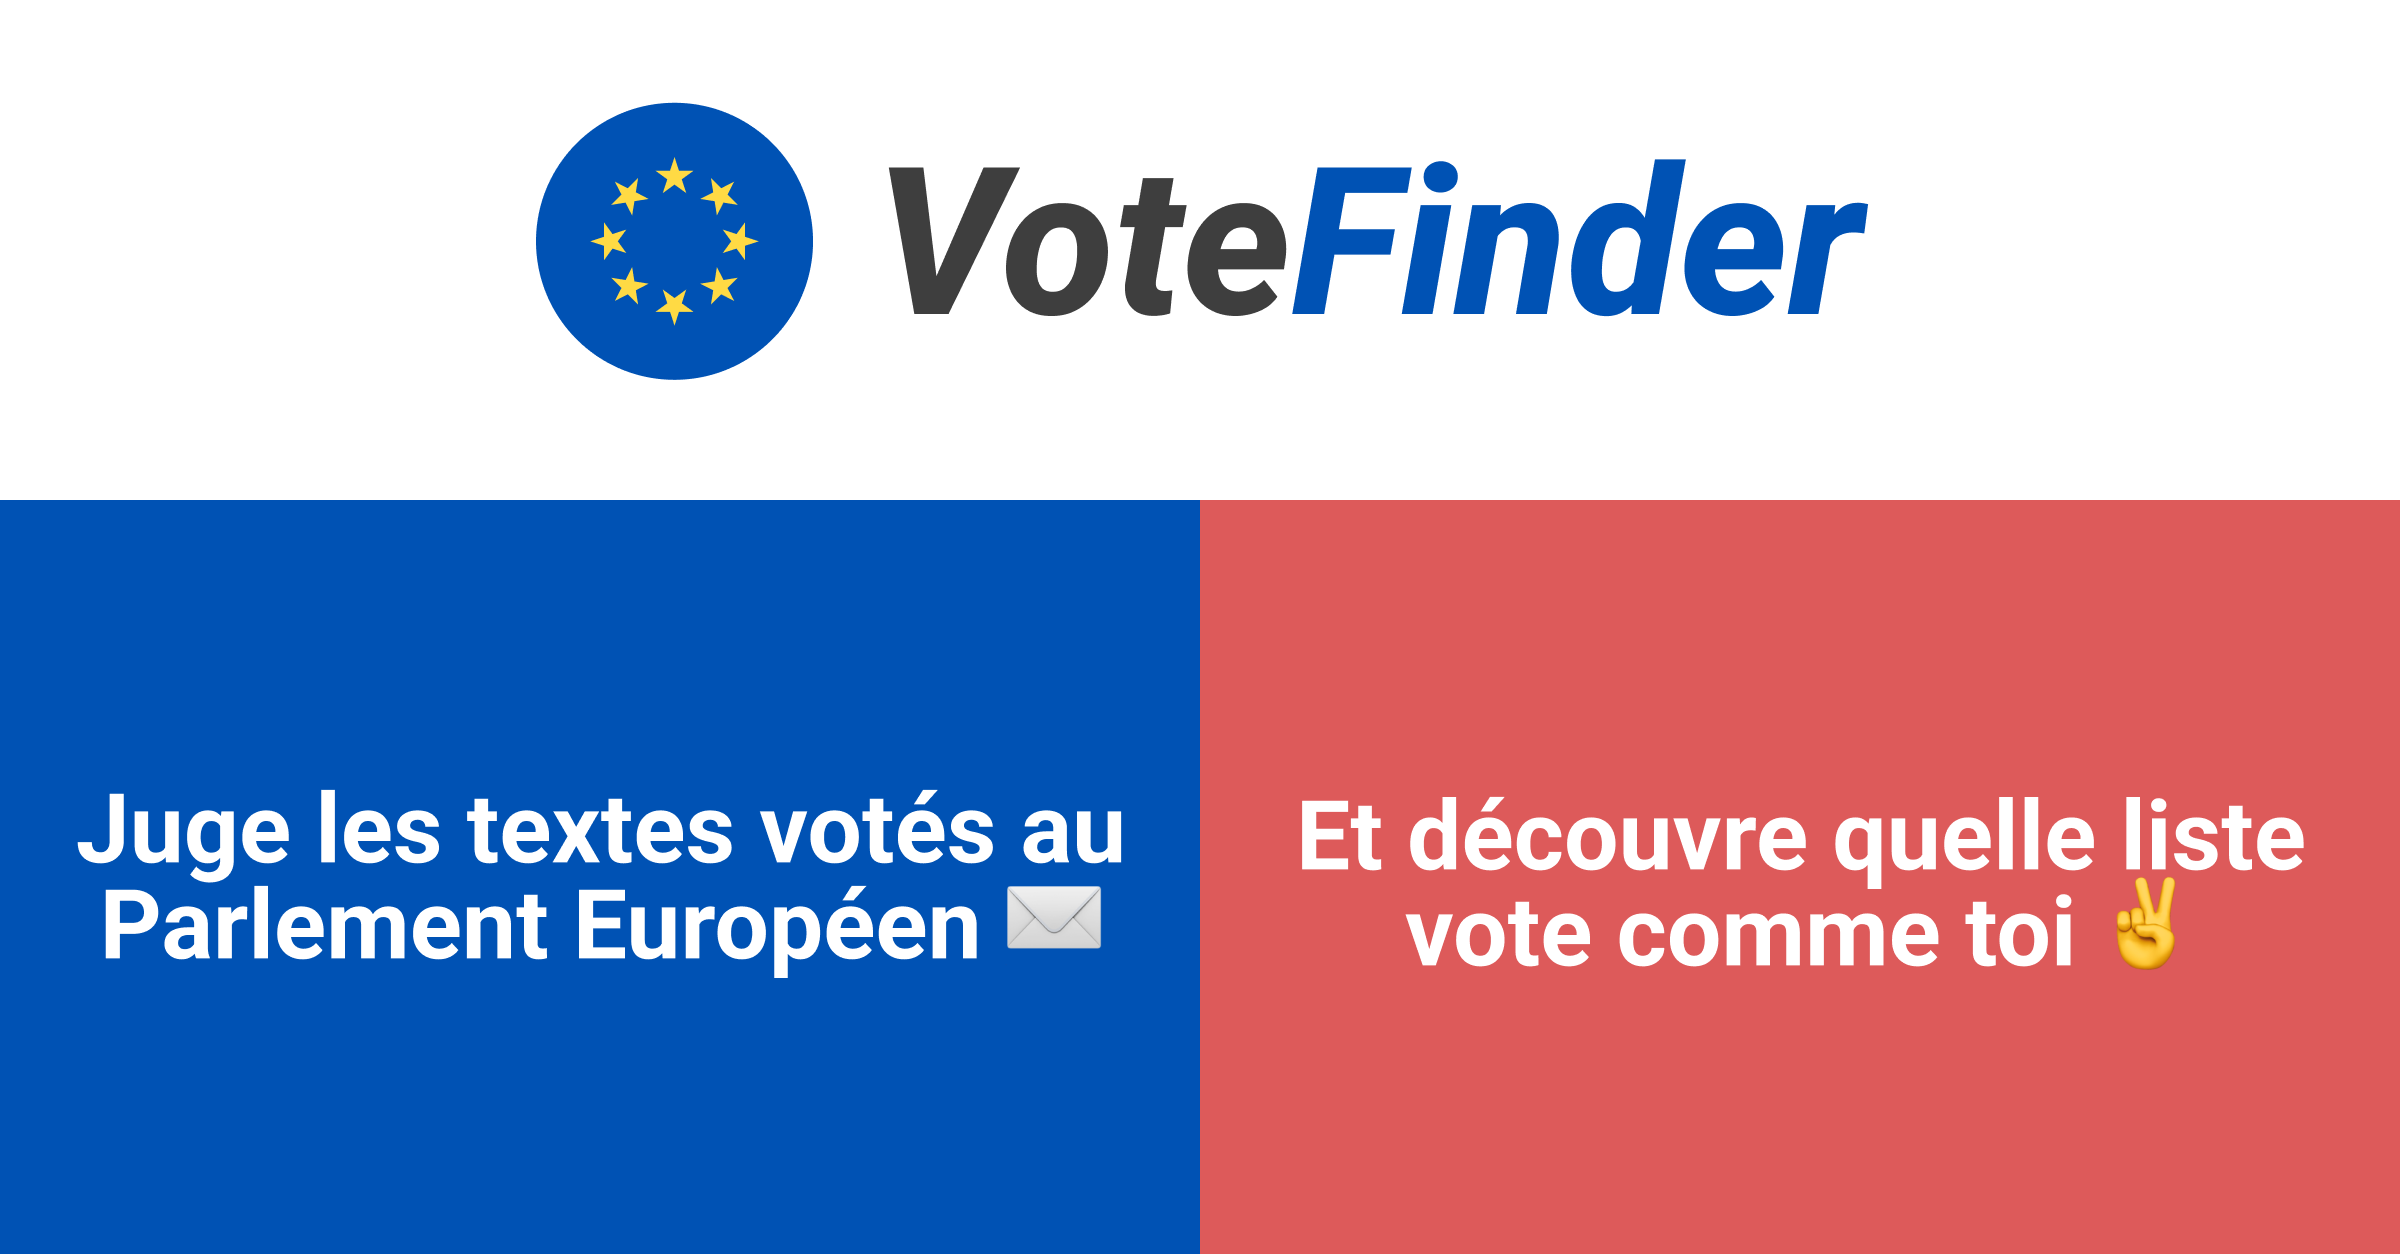 VoteFinder
Juge les textes votés au
Parlement Européen ✉️
Et découvre quelle liste
vote comme toi ✌️